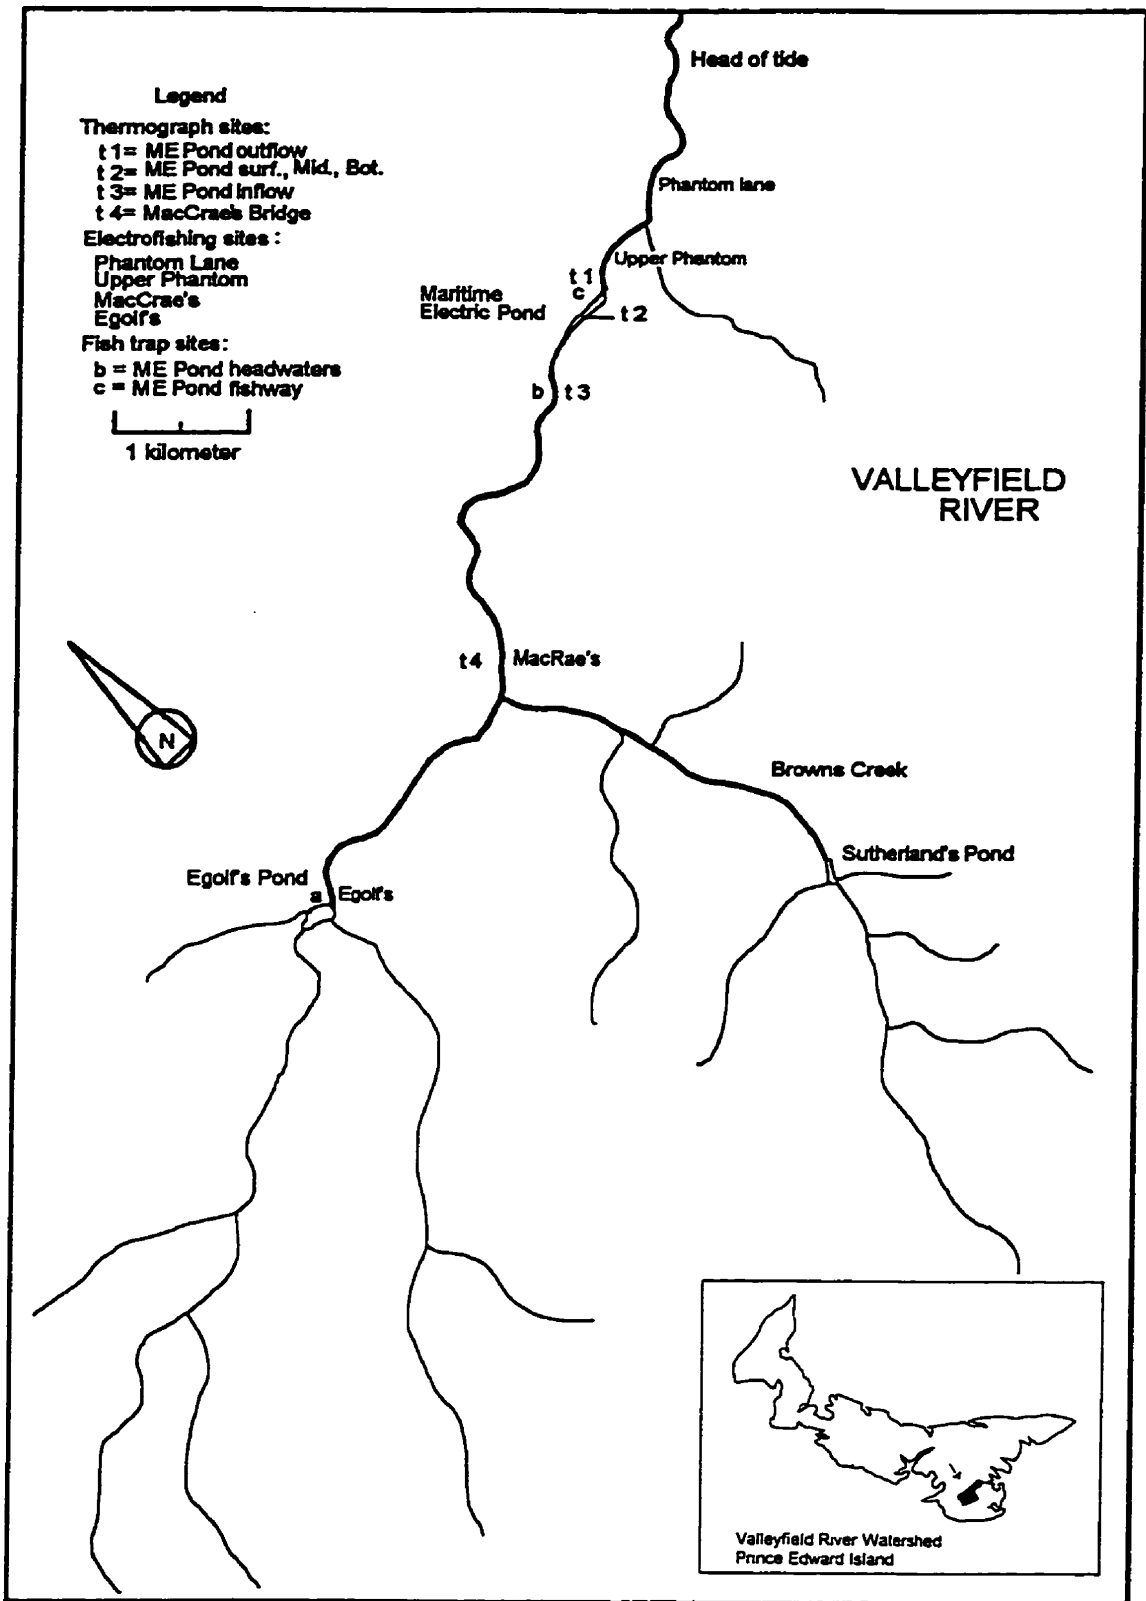 Head of tide
Legend
Thermograph sites:
t 1= ME Pond outflow
t 2= ME Pond surf., Mid., Bot.
t 3= ME Pond Inflow
t 4= MacCrae's Bridge
Electrofishing sites :
Phantom Lane
Upper Phantom
MacCrae's
Egolf's
Fish trap sites:
b = ME Pond headwaters
c = ME Pond fishway
1 kilometer
Phantom lane
Upper Phantom
t 1
c
Maritime
Electric Pond
t 2
b
t 3
VALLEYFIELD
RIVER
t 4
MacRae's
N
Browns Creek
Sutherland's Pond
Egolf's Pond
a
Egolf's
Valleyfield River Watershed
Prince Edward Island